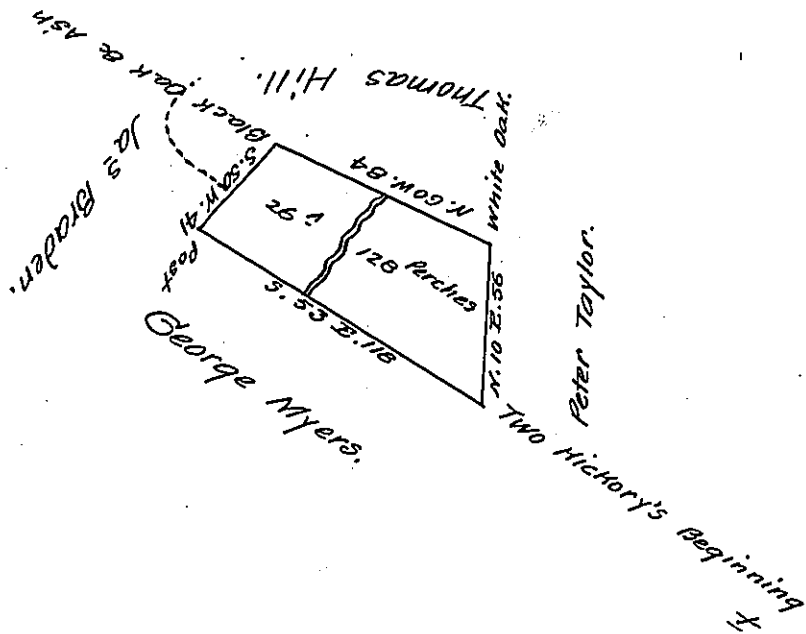 Black Oak & Ash
Thomas Hill.
Jas. Braden.
S. 50 W. 41
N. 60 W. 84
White Oak.
26
128 Perches
Post
S. 53 E. 118
N. 10 E. 56
Peter Taylor.
George Myers.
Two Hickory's Beginning